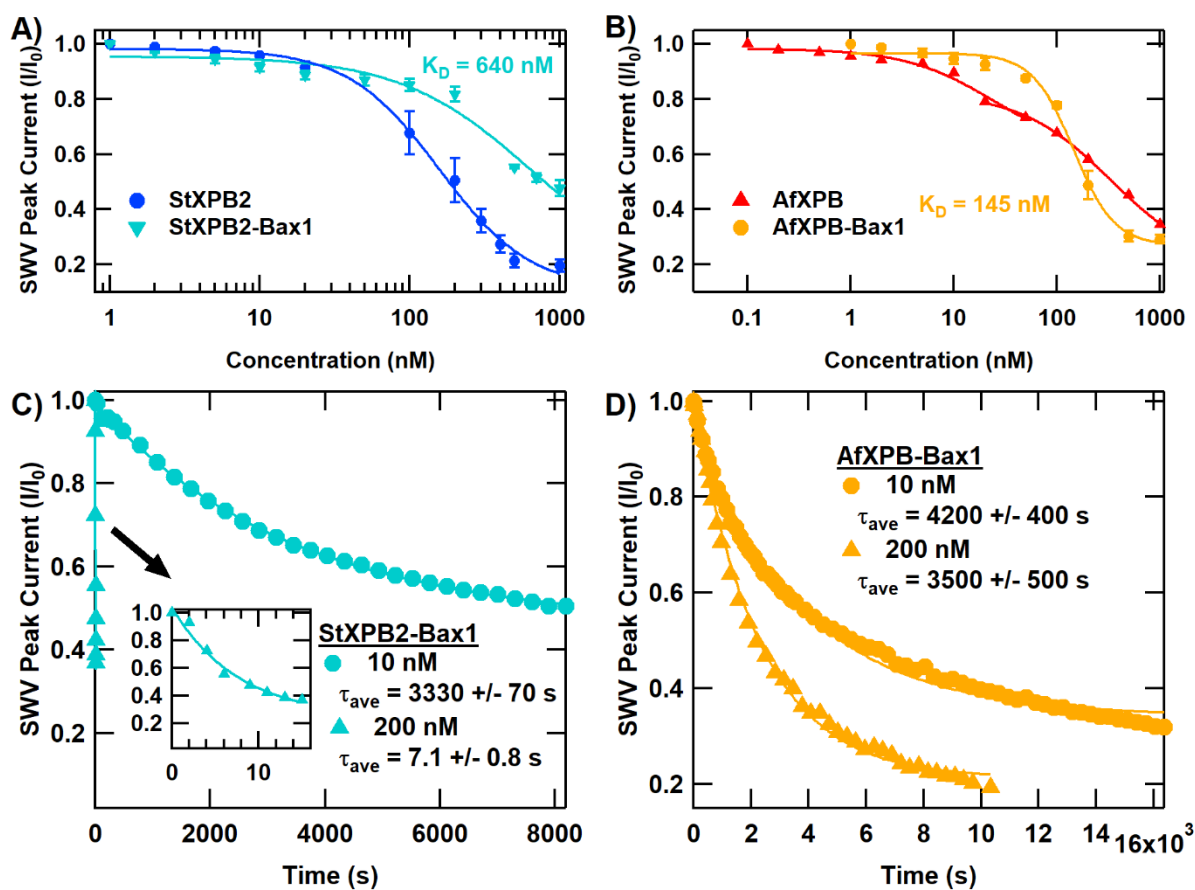 A)
SWV Peak Current (I/I0)
1.0
0.8
0.6
0.4
0.2
KD = 640 nM
StXPB2
StXPB2-Bax1
1
10
100
1000
Concentration (nM)
B)
SWV Peak Current (I/I0)
1.0
0.8
0.6
0.4
0.2
AfXPB
AfXPB-Bax1
KD = 145 nM
0.1
1
10
100
1000
Concentration (nM)
C)
SWV Peak Current (I/I0)
1.0
0.8
0.6
0.4
0.2
0.0
1.0
0.8
0.6
0.4
0.2
0
10
StXPB2-Bax1
10 nM
τave = 3330 +/- 70 s
200 nM
τave = 7.1 +/- 0.8 s
0
2000
4000
6000
8000
Time (s)
D)
SWV Peak Current (I/I0)
1.0
0.8
0.6
0.4
0.2
AfXPB-Bax1
10 nM
τave = 4200 +/- 400 s
200 nM
τave = 3500 +/- 500 s
0
2
4
6
8
10
12
14
16x103
Time (s)